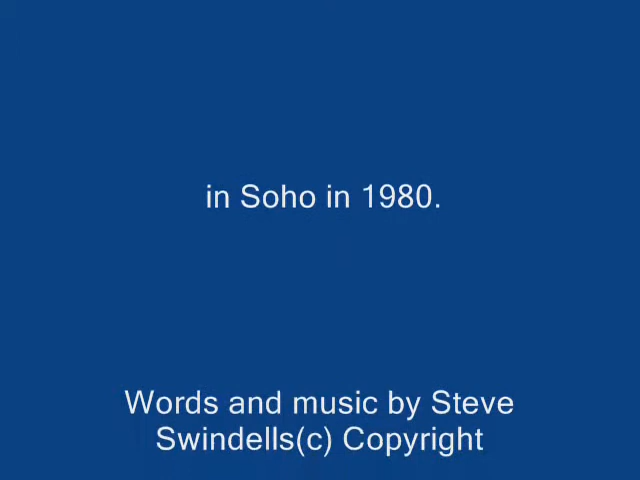 in Soho in 1980.
Words and music by Steve
Swindells(c) Copyright